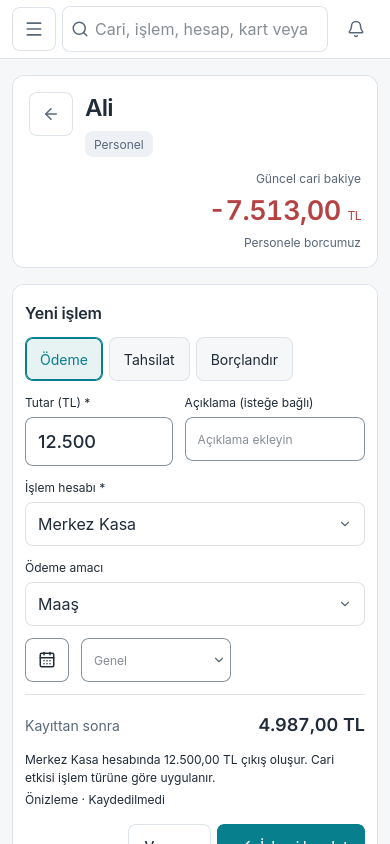 Cari, işlem, hesap, kart veya
Ali
Personel
Güncel cari bakiye
-7.513,00 TL
Personele borcumuz
Yeni işlem
Ödeme Tahsilat Borçlandır
Tutar (TL) * Açıklama (isteğe bağlı)
12.500 Açıklama ekleyin
İşlem hesabı *
Merkez Kasa
Ödeme amacı
Maaş
Genel
Kayıttan sonra 4.987,00 TL
Merkez Kasa hesabında 12.500,00 TL çıkış oluşur. Cari
etkisi işlem türüne göre uygulanır.
Önizleme · Kaydedilmedi